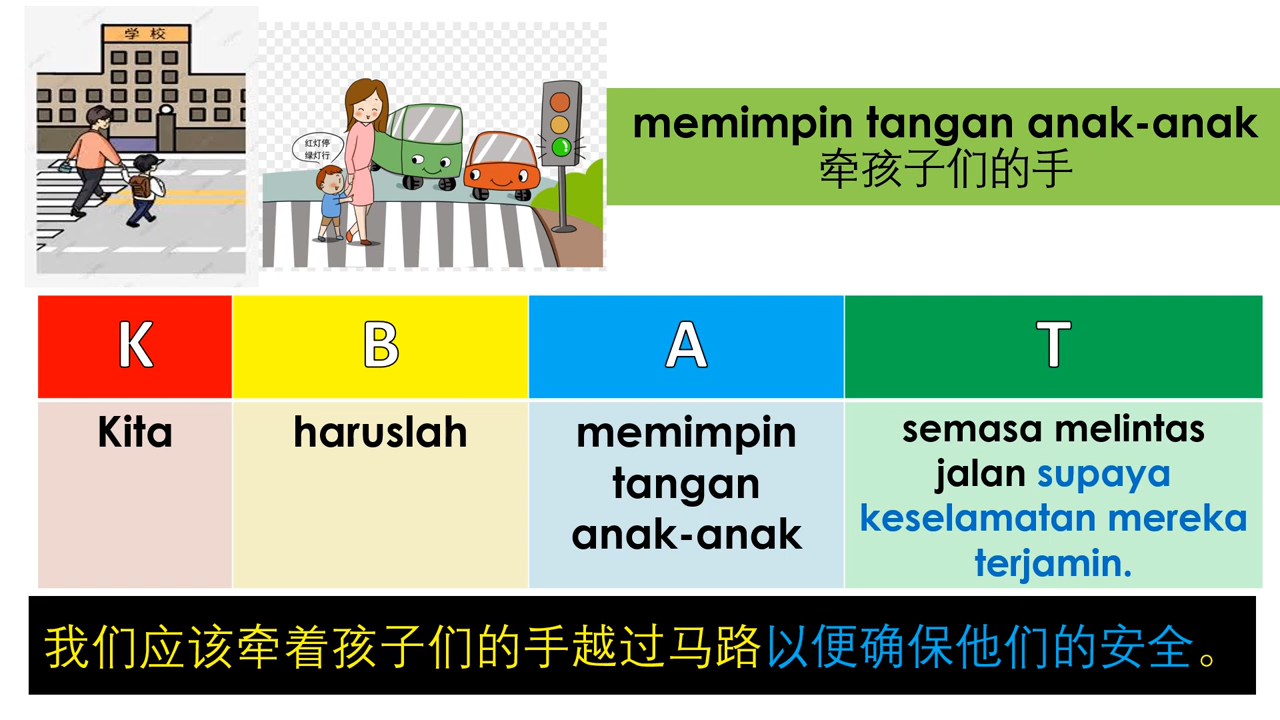 学 校
红灯停
绿灯行
memimpin tangan anak-anak
牵孩子们的手
K
B
A
T
Kita
haruslah
memimpin
tangan
anak-anak
semasa melintas
jalan supaya
keselamatan mereka
terjamin.
我们应该牵着孩子们的手越过马路以便确保他们的安全。